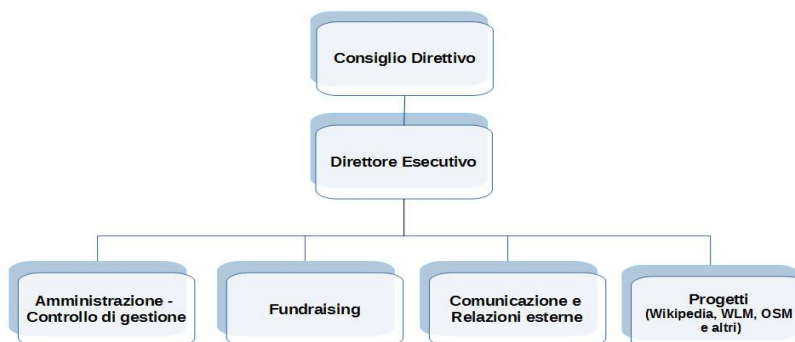 Consiglio Direttivo
Direttore Esecutivo
Amministrazione -
Controllo di gestione
Fundraising
Comunicazione e
Relazioni esterne
Progetti
(Wikipedia, WLM, OSM
e altri)